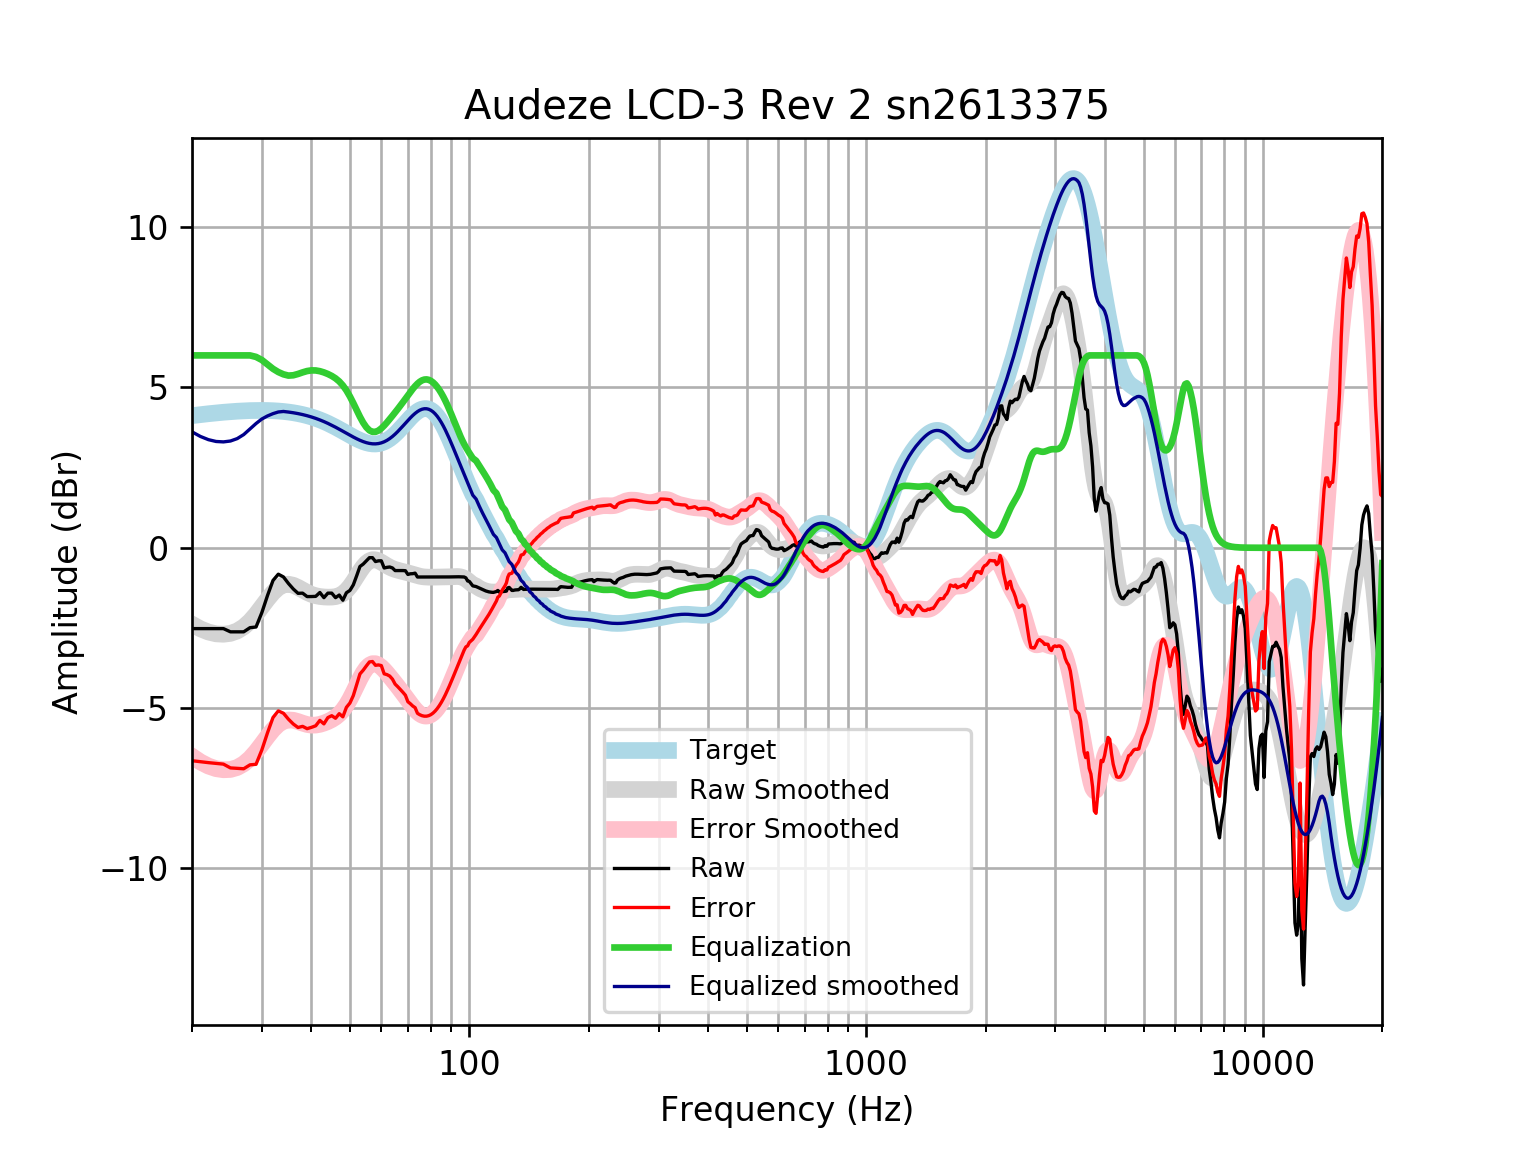 Audeze LCD-3 Rev 2 sn2613375
10
5
0
−5
−10
Amplitude (dBr)
Target
Raw Smoothed
Error Smoothed
Raw
Error
Equalization
Equalized smoothed
100
1000
10000
Frequency (Hz)